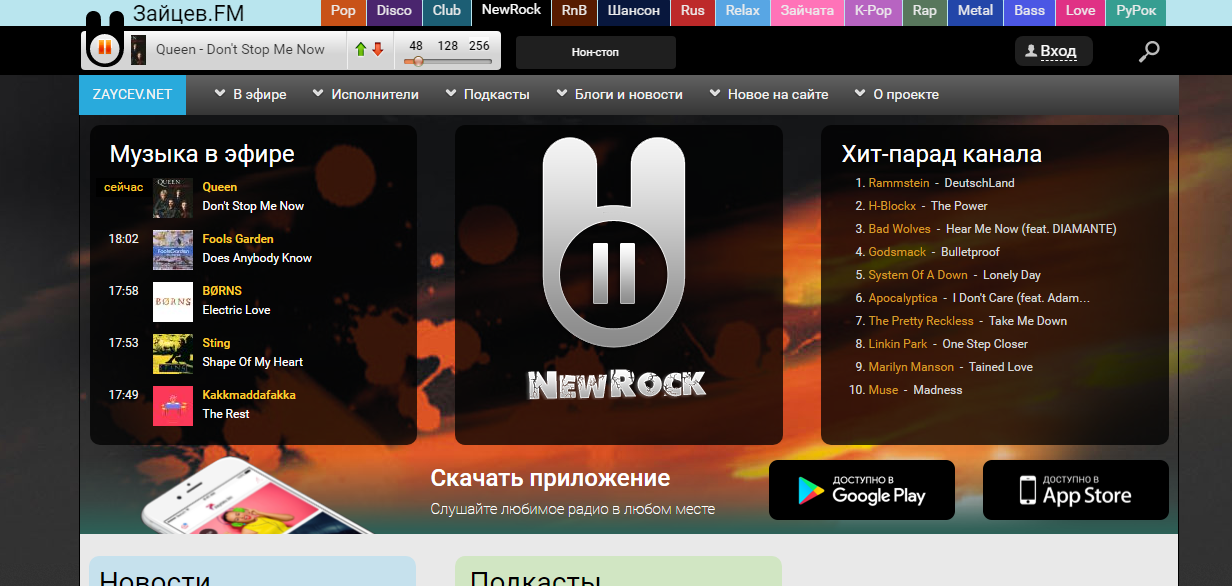 Зайцев.FM
Pop Disco Club NewRock RnB Шансон Rus Relax Зайчата K-Pop Rap Metal Bass Love РуРок
Queen - Don't Stop Me Now
48 128 256
Нон-стоп
Вход
ZAYCEV.NET В эфире Исполнители Подкасты Блоги и новости Новое на сайте О проекте
Музыка в эфире
сейчас
Queen
Don't Stop Me Now
18:02
Fools Garden
Does Anybody Know
17:58
BØRNS
BØRNS
Electric Love
17:53
Sting
Shape Of My Heart
17:49
Kakkmaddafakka
The Rest
NewRock
Хит-парад канала
1. Rammstein - DeutschLand
2. H-Blockx - The Power
3. Bad Wolves - Hear Me Now (feat. DIAMANTE)
4. Godsmack - Bulletproof
5. System Of A Down - Lonely Day
6. Apocalyptica - I Don't Care (feat. Adam...
7. The Pretty Reckless - Take Me Down
8. Linkin Park - One Step Closer
9. Marilyn Manson - Tained Love
10. Muse - Madness
Скачать приложение
Слушайте любимое радио в любом месте
ДОСТУПНО В
Google Play
ДОСТУПНО В
App Store
Новости
Подкасты